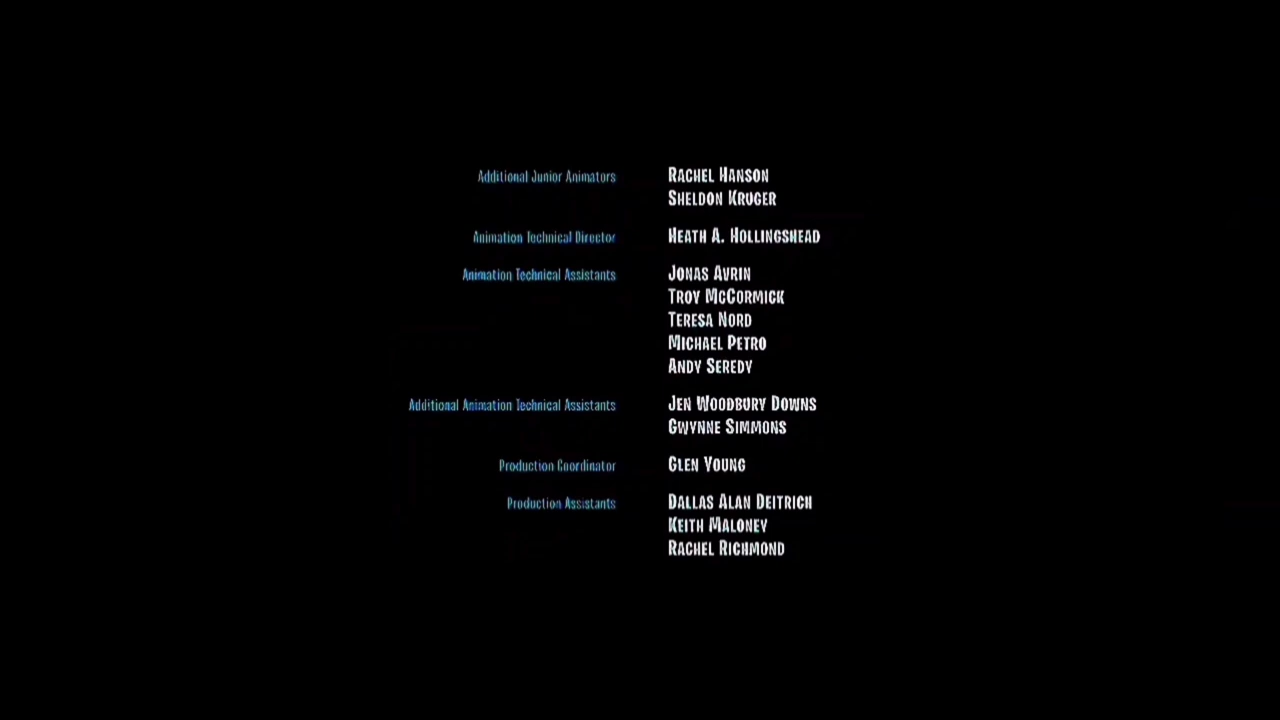 Additional Junior Animators RACHEL HANSON
SHELDON KRUGER
Animation Technical Director HEATH A. HOLLINGSHEAD
Animation Technical Assistants JONAS AVRIN
TROY MCCORMICK
TERESA NORD
MICHAEL PETRO
ANDY SEREDY
Additional Animation Technical Assistants JEN WOODBURY DOWNS
GWYNNE SIMMONS
Production Coordinator GLEN YOUNG
Production Assistants DALLAS ALAN DEITRICH
KEITH MALONEY
RACHEL RICHMOND